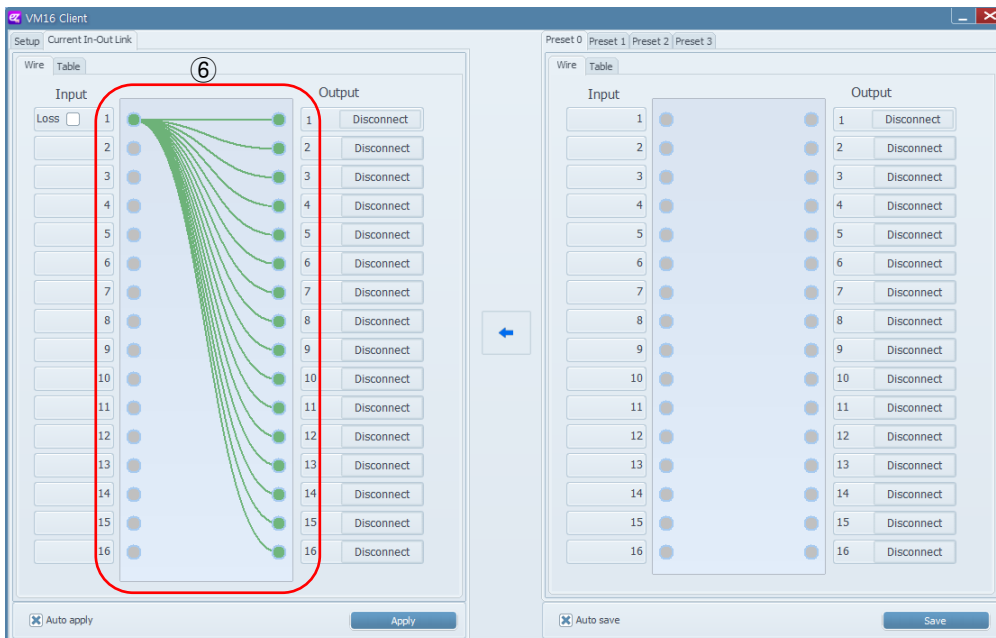 ez VM16 Client
Setup Current In-Out Link
Wire Table
⑥
Input Output
Loss 1 1 Disconnect
2 2 Disconnect
3 3 Disconnect
4 4 Disconnect
5 5 Disconnect
6 6 Disconnect
7 7 Disconnect
8 8 Disconnect
9 9 Disconnect
10 10 Disconnect
11 11 Disconnect
12 12 Disconnect
13 13 Disconnect
14 14 Disconnect
15 15 Disconnect
16 16 Disconnect
Auto apply Apply
Preset 0 Preset 1 Preset 2 Preset 3
Wire Table
Input Output
1 1 Disconnect
2 2 Disconnect
3 3 Disconnect
4 4 Disconnect
5 5 Disconnect
6 6 Disconnect
7 7 Disconnect
8 8 Disconnect
9 9 Disconnect
10 10 Disconnect
11 11 Disconnect
12 12 Disconnect
13 13 Disconnect
14 14 Disconnect
15 15 Disconnect
16 16 Disconnect
Auto save Save